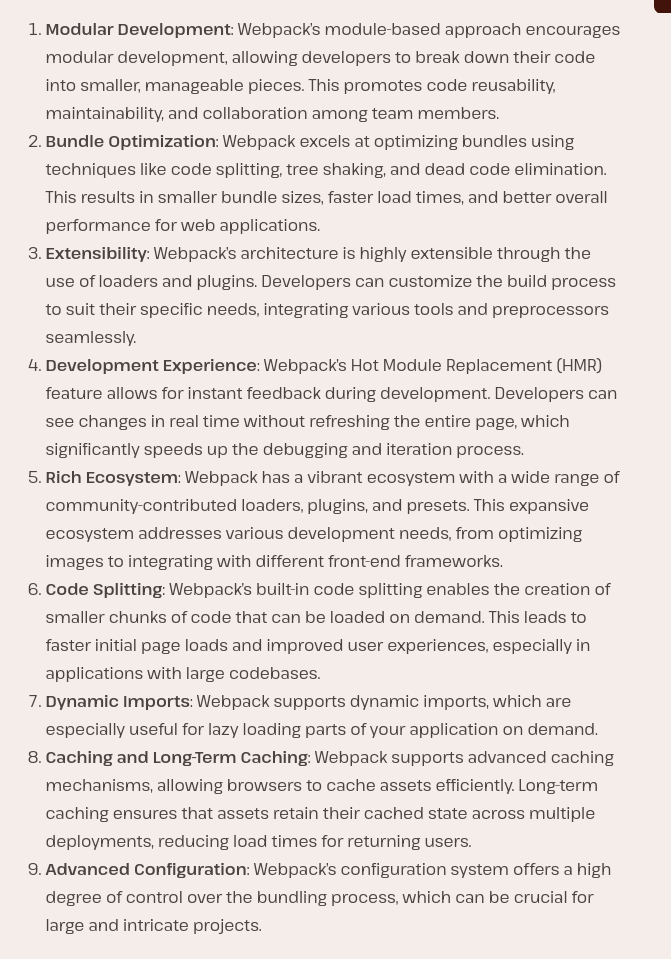 1. Modular Development: Webpack's module-based approach encourages
modular development, allowing developers to break down their code
into smaller, manageable pieces. This promotes code reusability,
maintainability, and collaboration among team members.
2. Bundle Optimization: Webpack excels at optimizing bundles using
techniques like code splitting, tree shaking, and dead code elimination.
This results in smaller bundle sizes, faster load times, and better overall
performance for web applications.
3. Extensibility: Webpack's architecture is highly extensible through the
use of loaders and plugins. Developers can customize the build process
to suit their specific needs, integrating various tools and preprocessors
seamlessly.
4. Development Experience: Webpack's Hot Module Replacement (HMR)
feature allows for instant feedback during development. Developers can
see changes in real time without refreshing the entire page, which
significantly speeds up the debugging and iteration process.
5. Rich Ecosystem: Webpack has a vibrant ecosystem with a wide range of
community-contributed loaders, plugins, and presets. This expansive
ecosystem addresses various development needs, from optimizing
images to integrating with different front-end frameworks.
6. Code Splitting: Webpack's built-in code splitting enables the creation of
smaller chunks of code that can be loaded on demand. This leads to
faster initial page loads and improved user experiences, especially in
applications with large codebases.
7. Dynamic Imports: Webpack supports dynamic imports, which are
especially useful for lazy loading parts of your application on demand.
8. Caching and Long-Term Caching: Webpack supports advanced caching
mechanisms, allowing browsers to cache assets efficiently. Long-term
caching ensures that assets retain their cached state across multiple
deployments, reducing load times for returning users.
9. Advanced Configuration: Webpack's configuration system offers a high
degree of control over the bundling process, which can be crucial for
large and intricate projects.